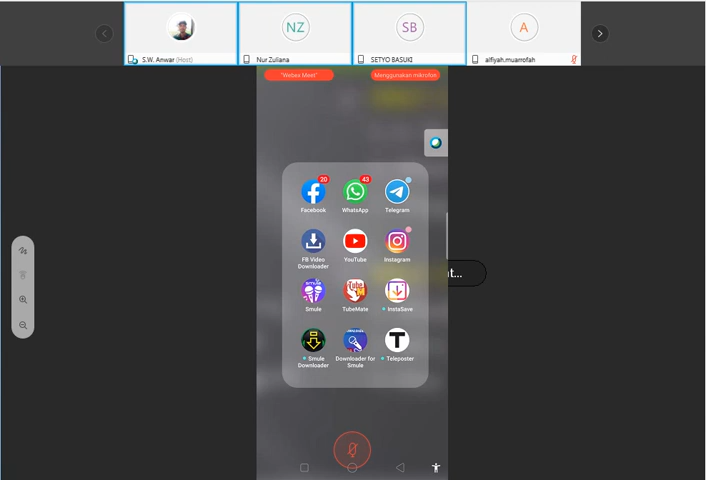 NZ
SB
A
S.W. Anwar (Host)
Nur Zuliana
SETYO BASUKI
alfiyah.muarrofah
"Webex Meet"
Menggunakan mikrofon
20
43
Facebook
WhatsApp
Telegram
FB Video
Downloader
YouTube
Instagram
t...
Smule
TubeMate
InstaSave
Smule
Downloader
Downloader for
Smule
Teleposter